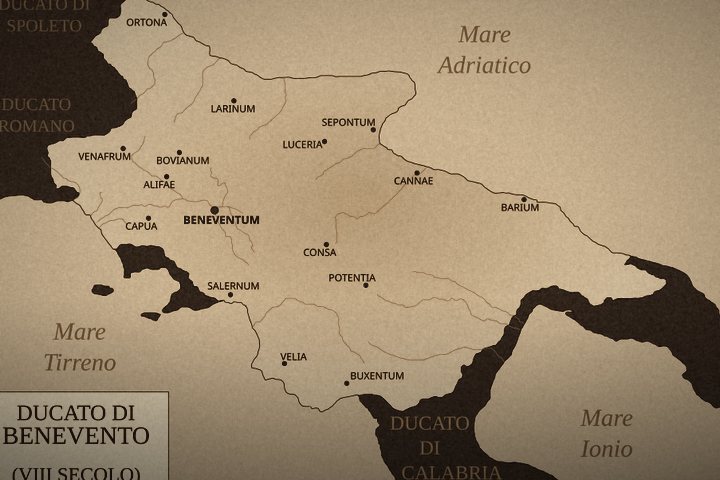 DUCATO DI
SPOLETO
ORTONA
Mare
Adriatico
DUCATO
ROMANO
LARINUM
SEPONTUM
LUCERIA
VENAFRUM
BOVIANUM
ALIFAE
CANNAE
BARIUM
CAPUA
BENEVENTUM
CONSA
POTENTIA
SALERNUM
Mare
Tirreno
VELIA
BUXENTUM
DUCATO DI
BENEVENTO
(VIII SECOLO)
DUCATO
DI
CALABRIA
Mare
Ionio